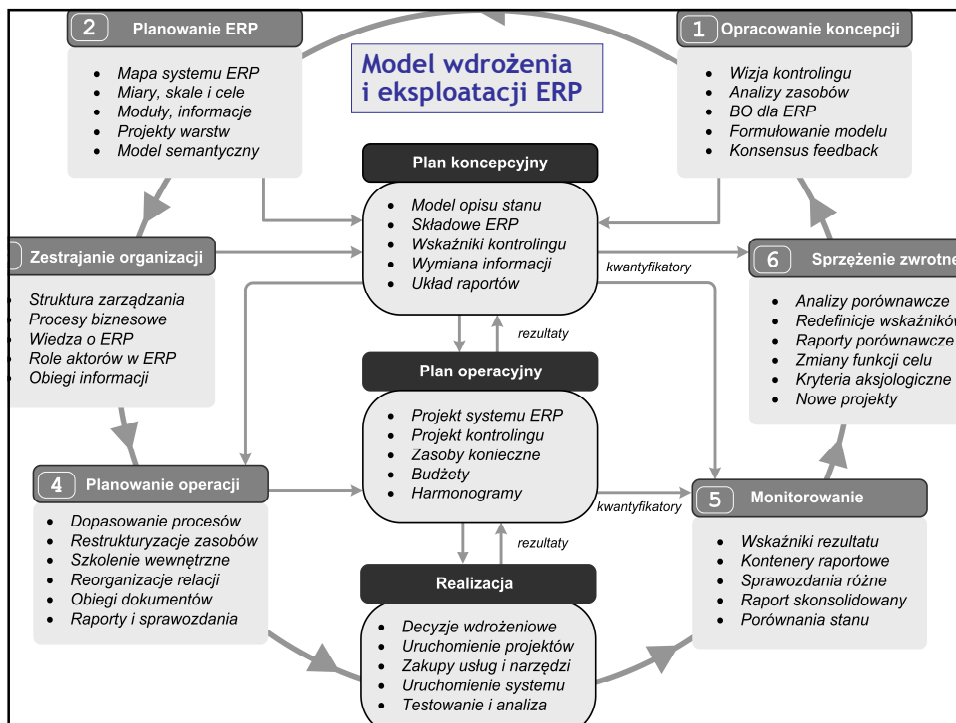 2
Planowanie ERP
Mapa systemu ERP
Miary, skale i cele
Moduły, informacje
Projekty warstw
Model semantyczny
Model wdrożenia
i eksploatacji ERP
1
Opracowanie koncepcji
Wizja kontrolingu
Analizy zasobów
BO dla ERP
Formułowanie modelu
Konsensus feedback
Plan koncepcyjny
Model opisu stanu
Składowe ERP
Wskaźniki kontrolingu
Wymiana informacji
Układ raportów
Zestrajanie organizacji
Struktura zarządzania
Procesy biznesowe
Wiedza o ERP
Role aktorów w ERP
Obiegi informacji
kwantyfikatory
6
Sprzężenie zwrotne
Analizy porównawcze
Redefinicje wskaźników
Raporty porównawcze
Zmiany funkcji celu
Kryteria aksjologiczne
Nowe projekty
rezultaty
Plan operacyjny
Projekt systemu ERP
Projekt kontrolingu
Zasoby konieczne
Budżoty
Harmonogramy
4
Planowanie operacji
Dopasowanie procesów
Restrukturyzacje zasobów
Szkolenie wewnętrzne
Reorganizacje relacji
Obiegi dokumentów
Raporty i sprawozdania
kwantyfikatory
5
Monitorowanie
Wskaźniki rezultatu
Kontenery raportowe
Sprawozdania różne
Raport skonsolidowany
Porównania stanu
rezultaty
Realizacja
Decyzje wdrożeniowe
Uruchomienie projektów
Zakupy usług i narzędzi
Uruchomienie systemu
Testowanie i analiza